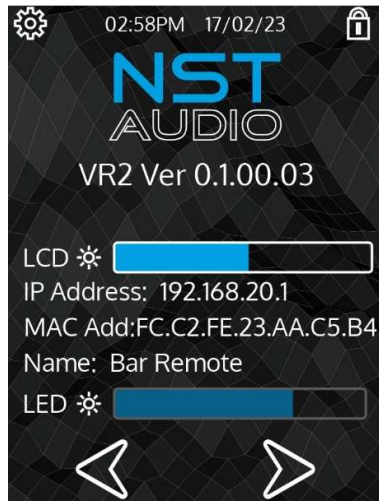 02:58PM 17/02/23
NST
AUDIO
VR2 Ver 0.1.00.03
LCD
IP Address: 192.168.20.1
MAC Add:FC.C2.FE.23.AA.C5.B4
Name: Bar Remote
LED